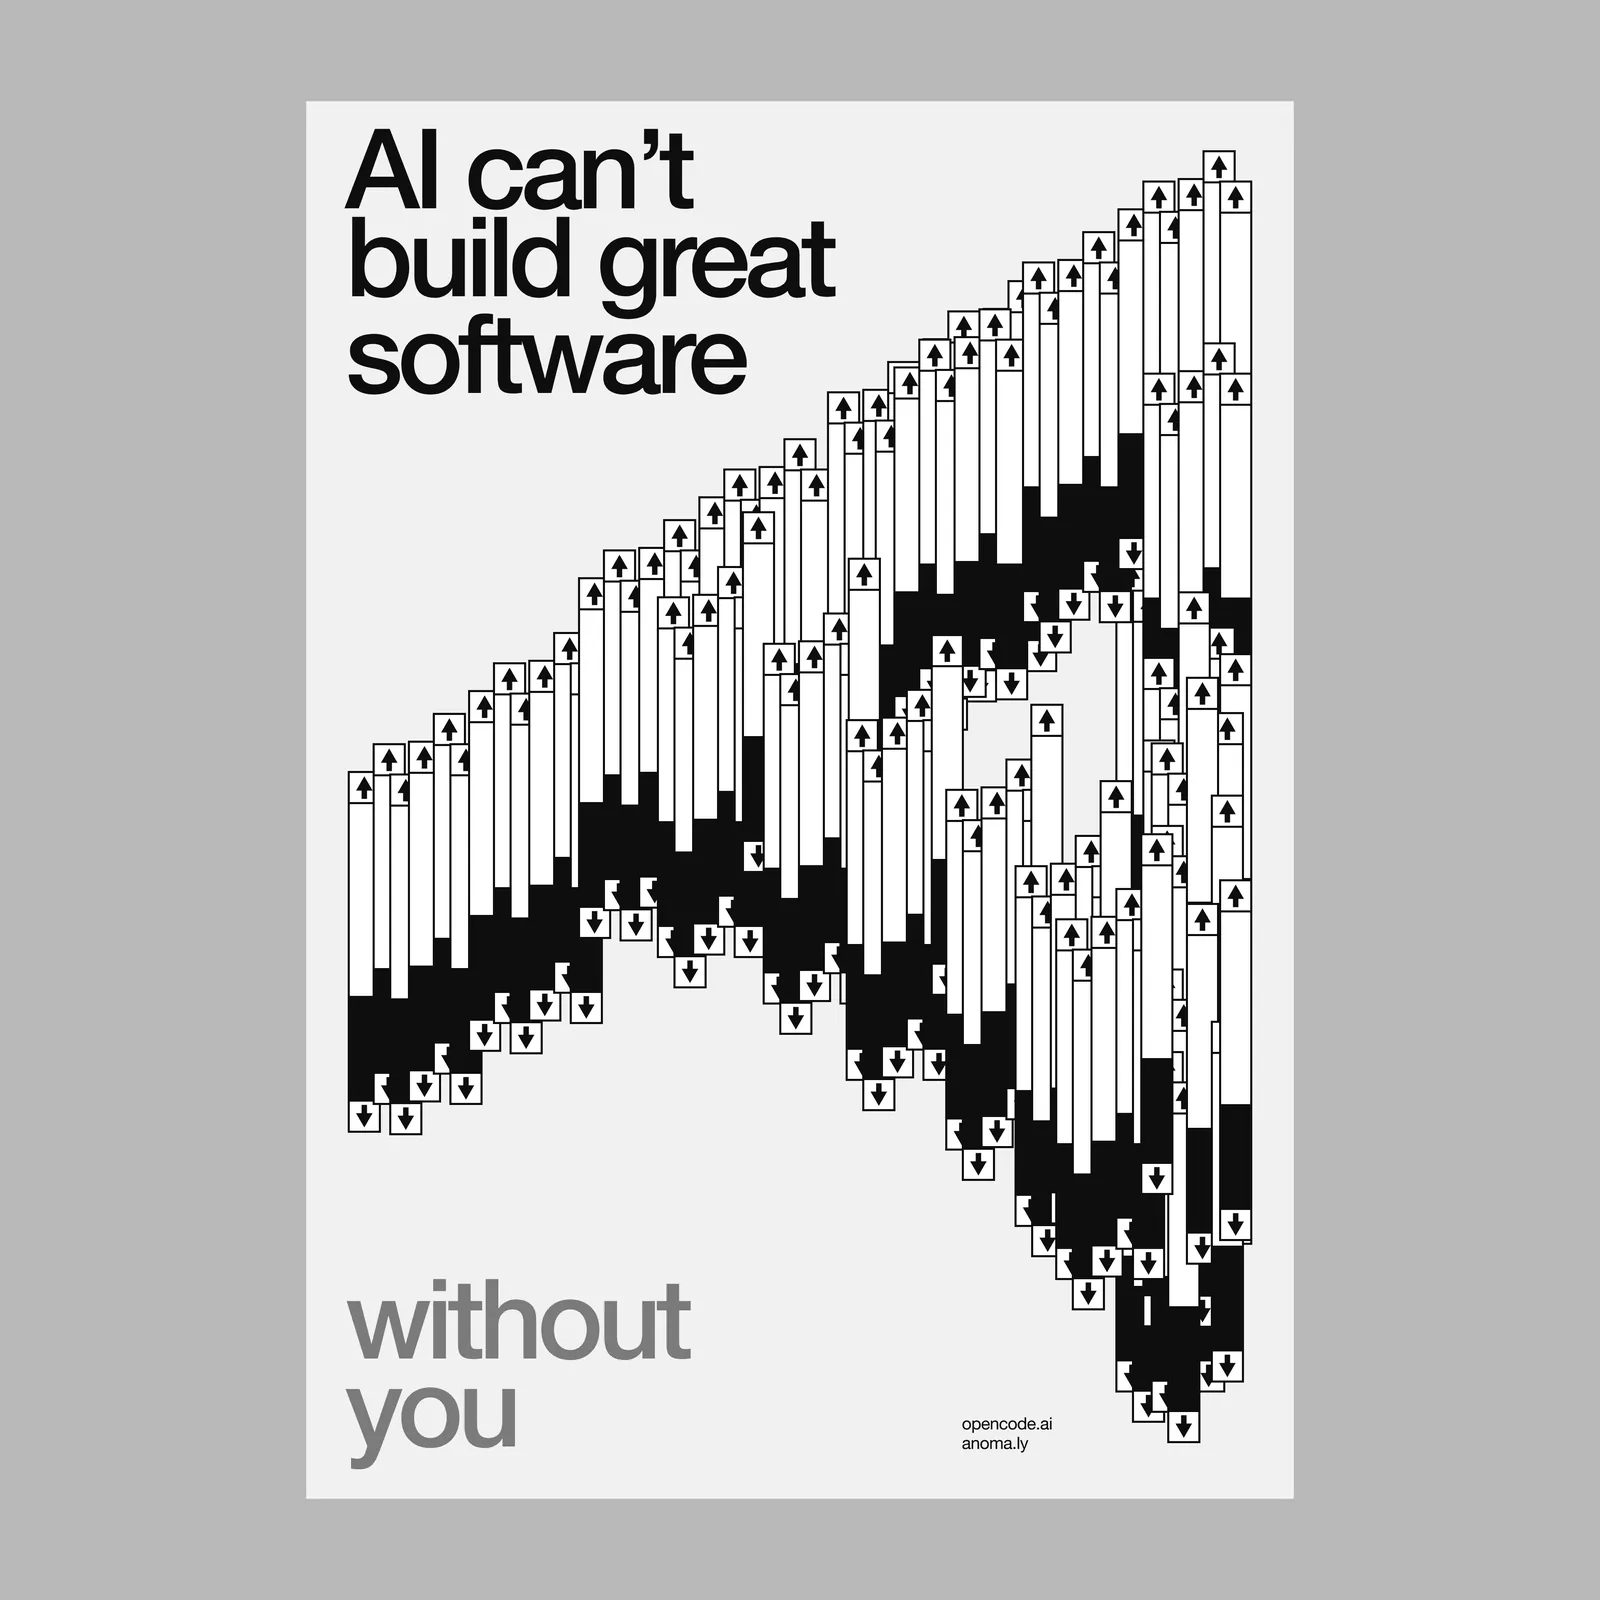 AI can’t
build great
software
without
you
opencode.ai
anoma.ly